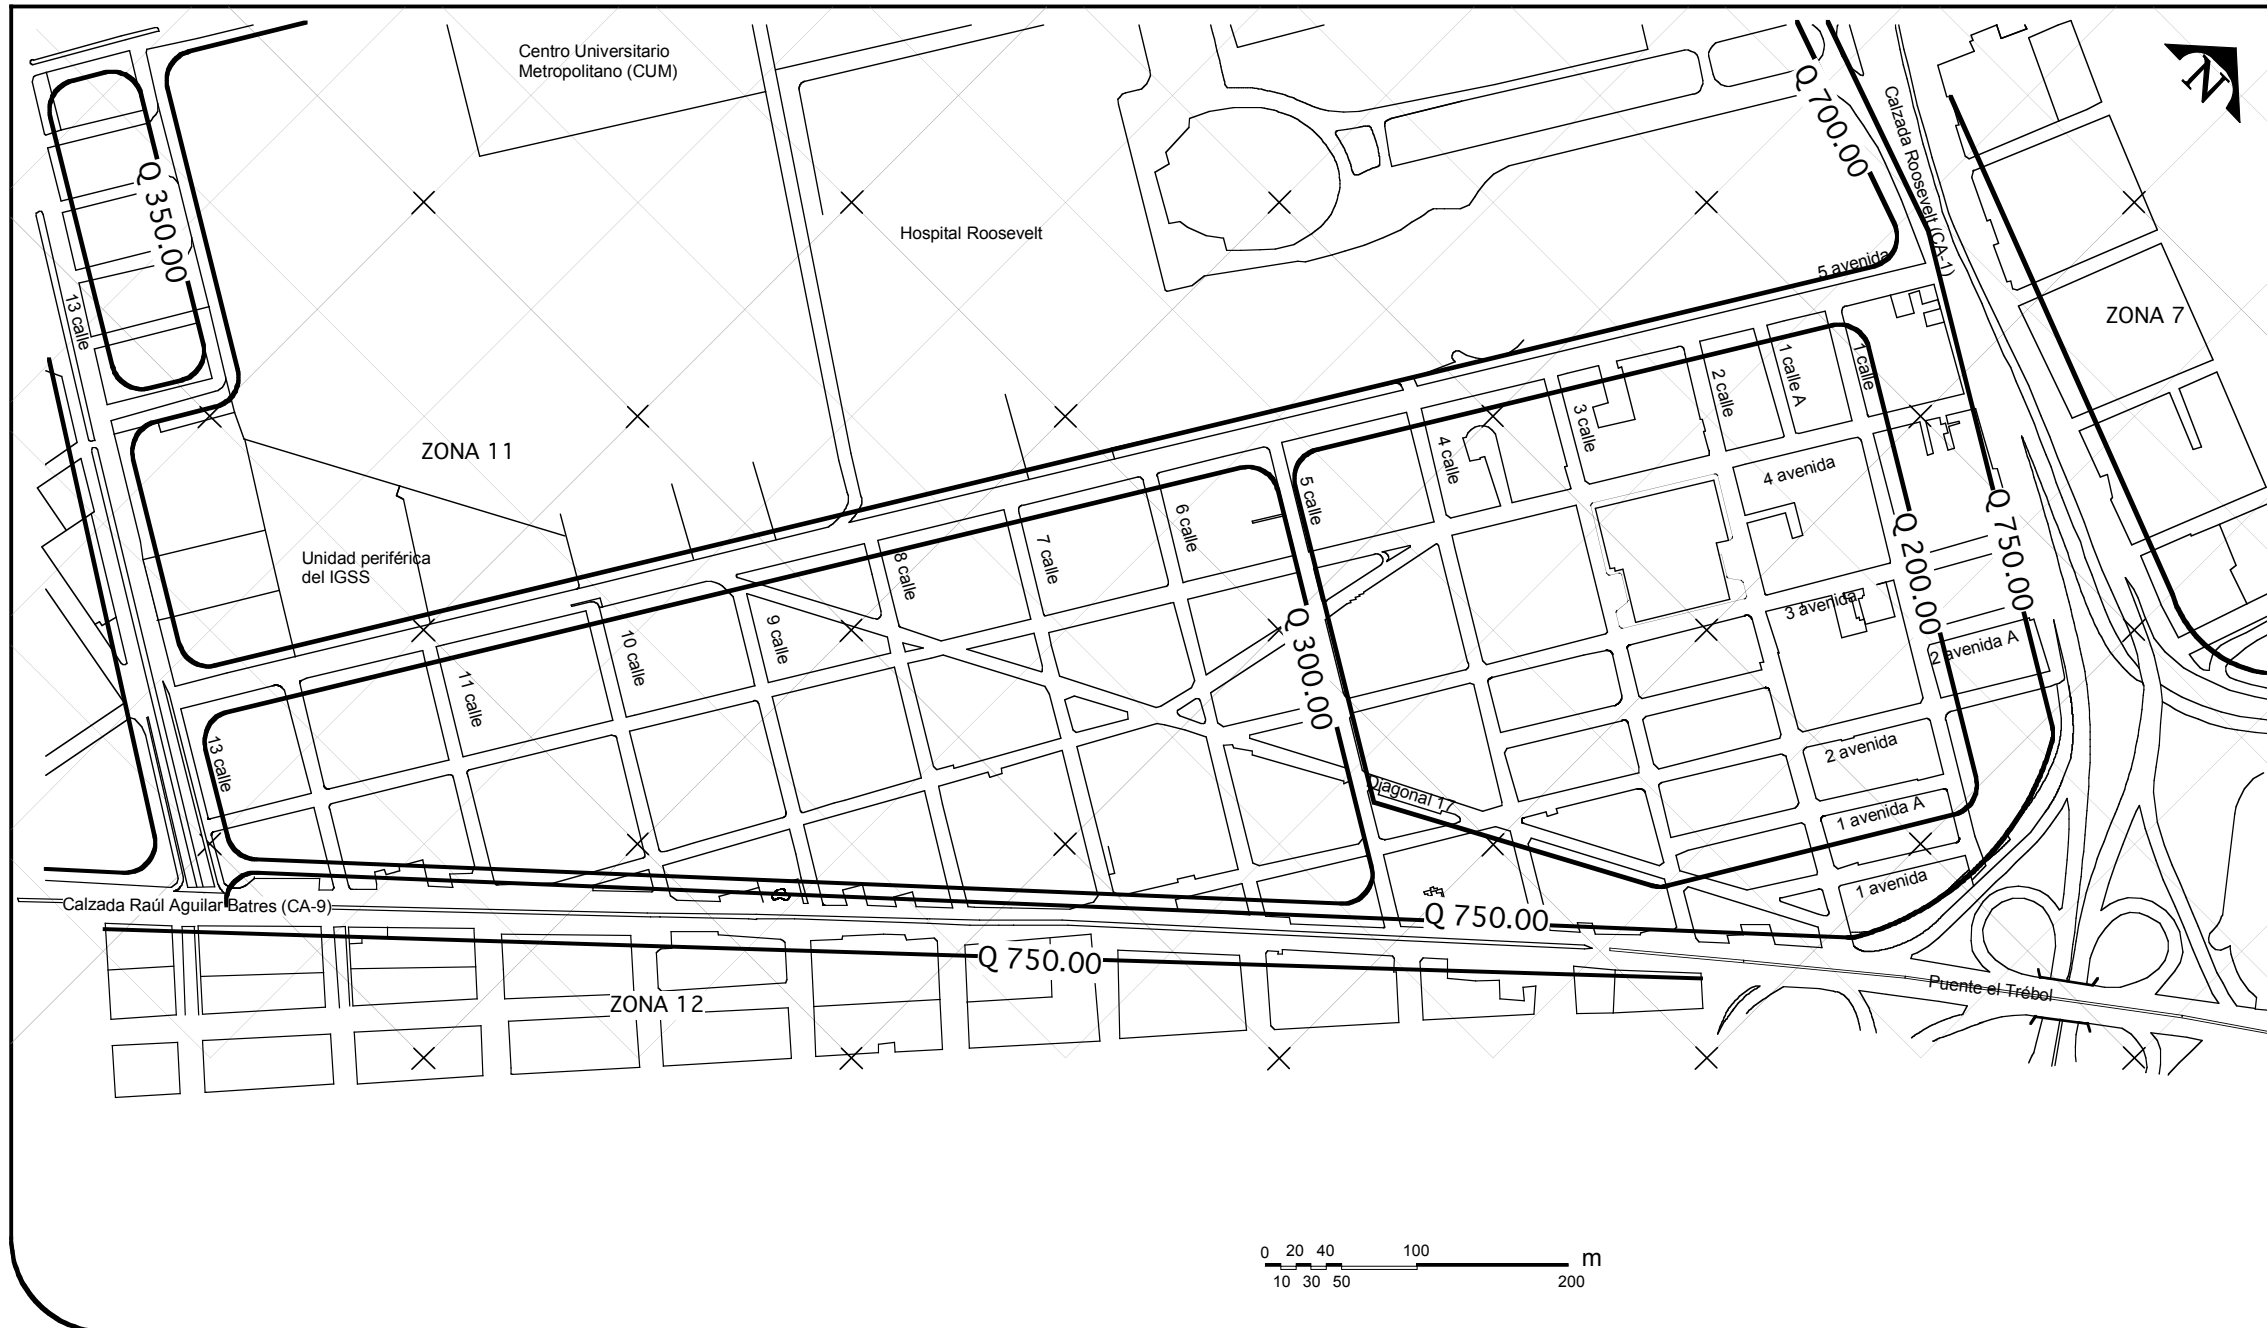 Centro Universitario
Metropolitano (CUM)
N
Q 700.00
Calzada Roosevelt (CA-1)
Q 350.00
Hospital Roosevelt
5 avenida
13 calle
ZONA 7
1 calle
1 calle A
2 calle
3 calle
4 calle
ZONA 11
4 avenida
5 calle
6 calle
7 calle
8 calle
Q 200.00
Q 750.00
Unidad periférica
del IGSS
3 avenida
9 calle
10 calle
Q 300.00
2 avenida A
11 calle
13 calle
2 avenida
Diagonal 17
1 avenida A
1 avenida
Calzada Raúl Aguilar Batres (CA-9)
Q 750.00
Q 750.00
Puente el Trébol
ZONA 12
0 20 40 100 m
10 30 50 200